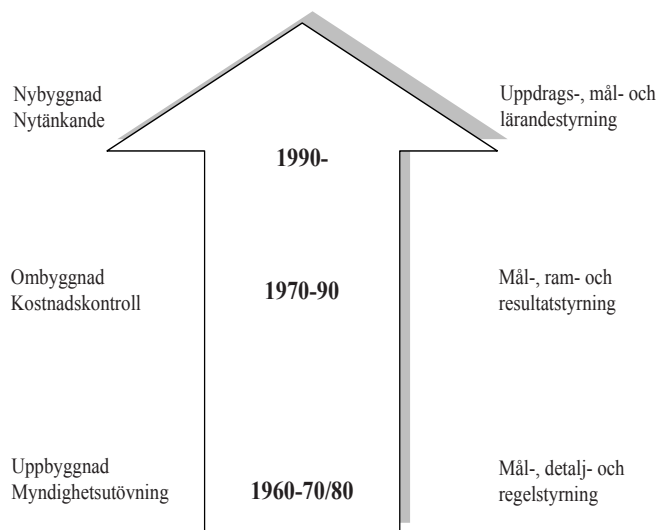 Nybyggnad
Nytänkande
1990-
Uppdrags-, mål- och
lärandestyrning
Ombyggnad
Kostnadskontroll
1970-90
Mål-, ram- och
resultatstyrning
Uppbyggnad
Myndighetsutövning
1960-70/80
Mål-, detalj- och
regelstyrning